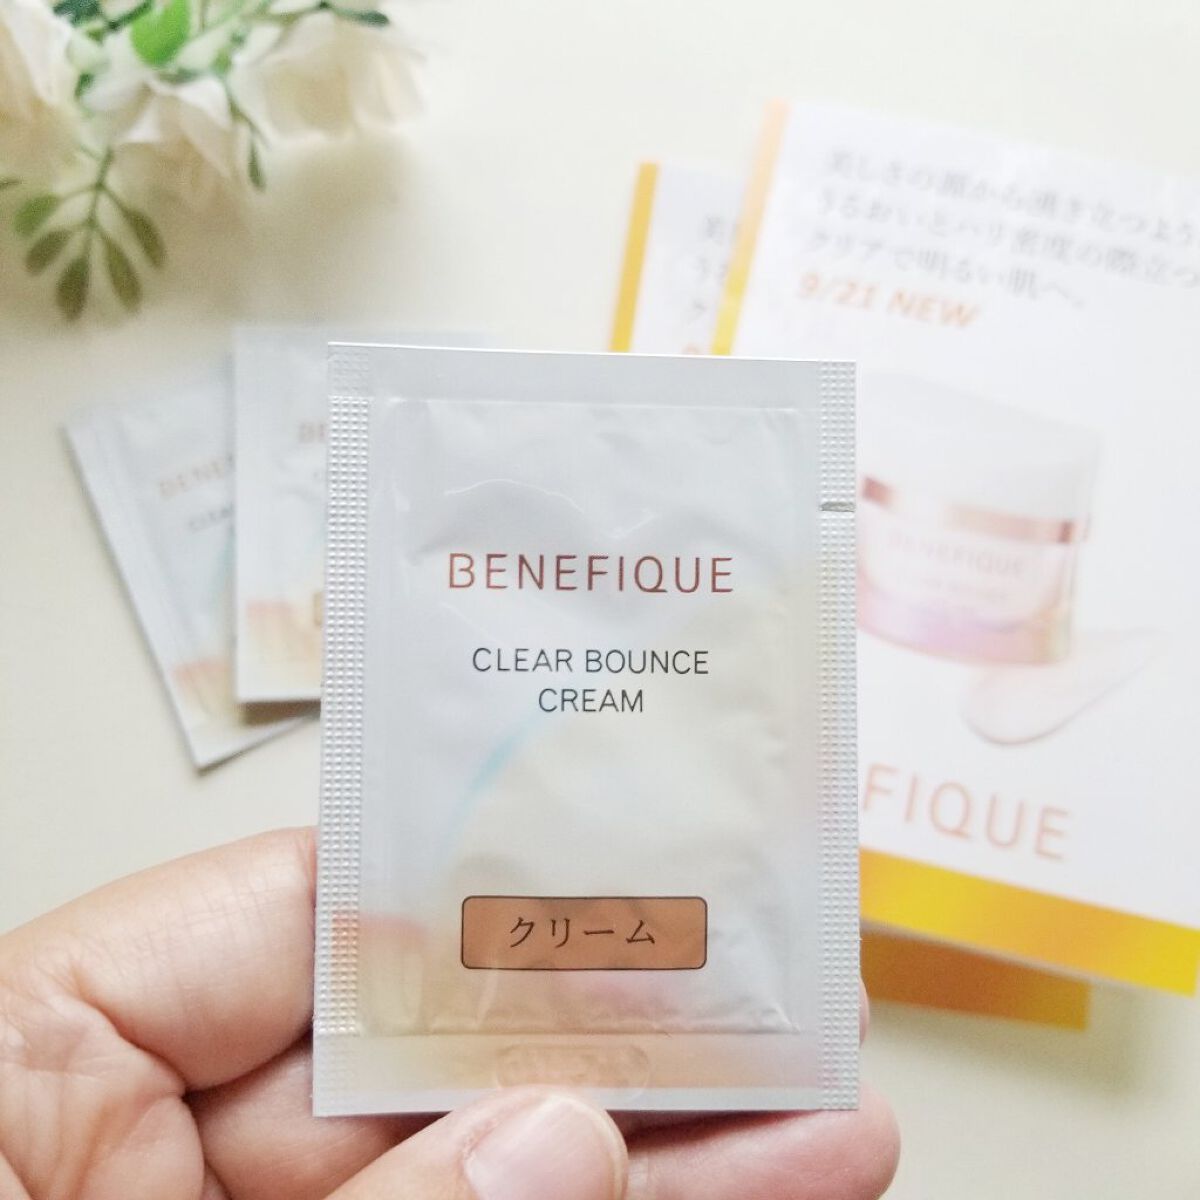 美しさの源から湧き立つよう
うるおいとハリ密度の際立つ
クリアで明るい肌へ。
9/21 NEW
BENEFIQUE
FIQUE
BENEFIQUE
CLEAR BOUNCE
CREAM
クリーム